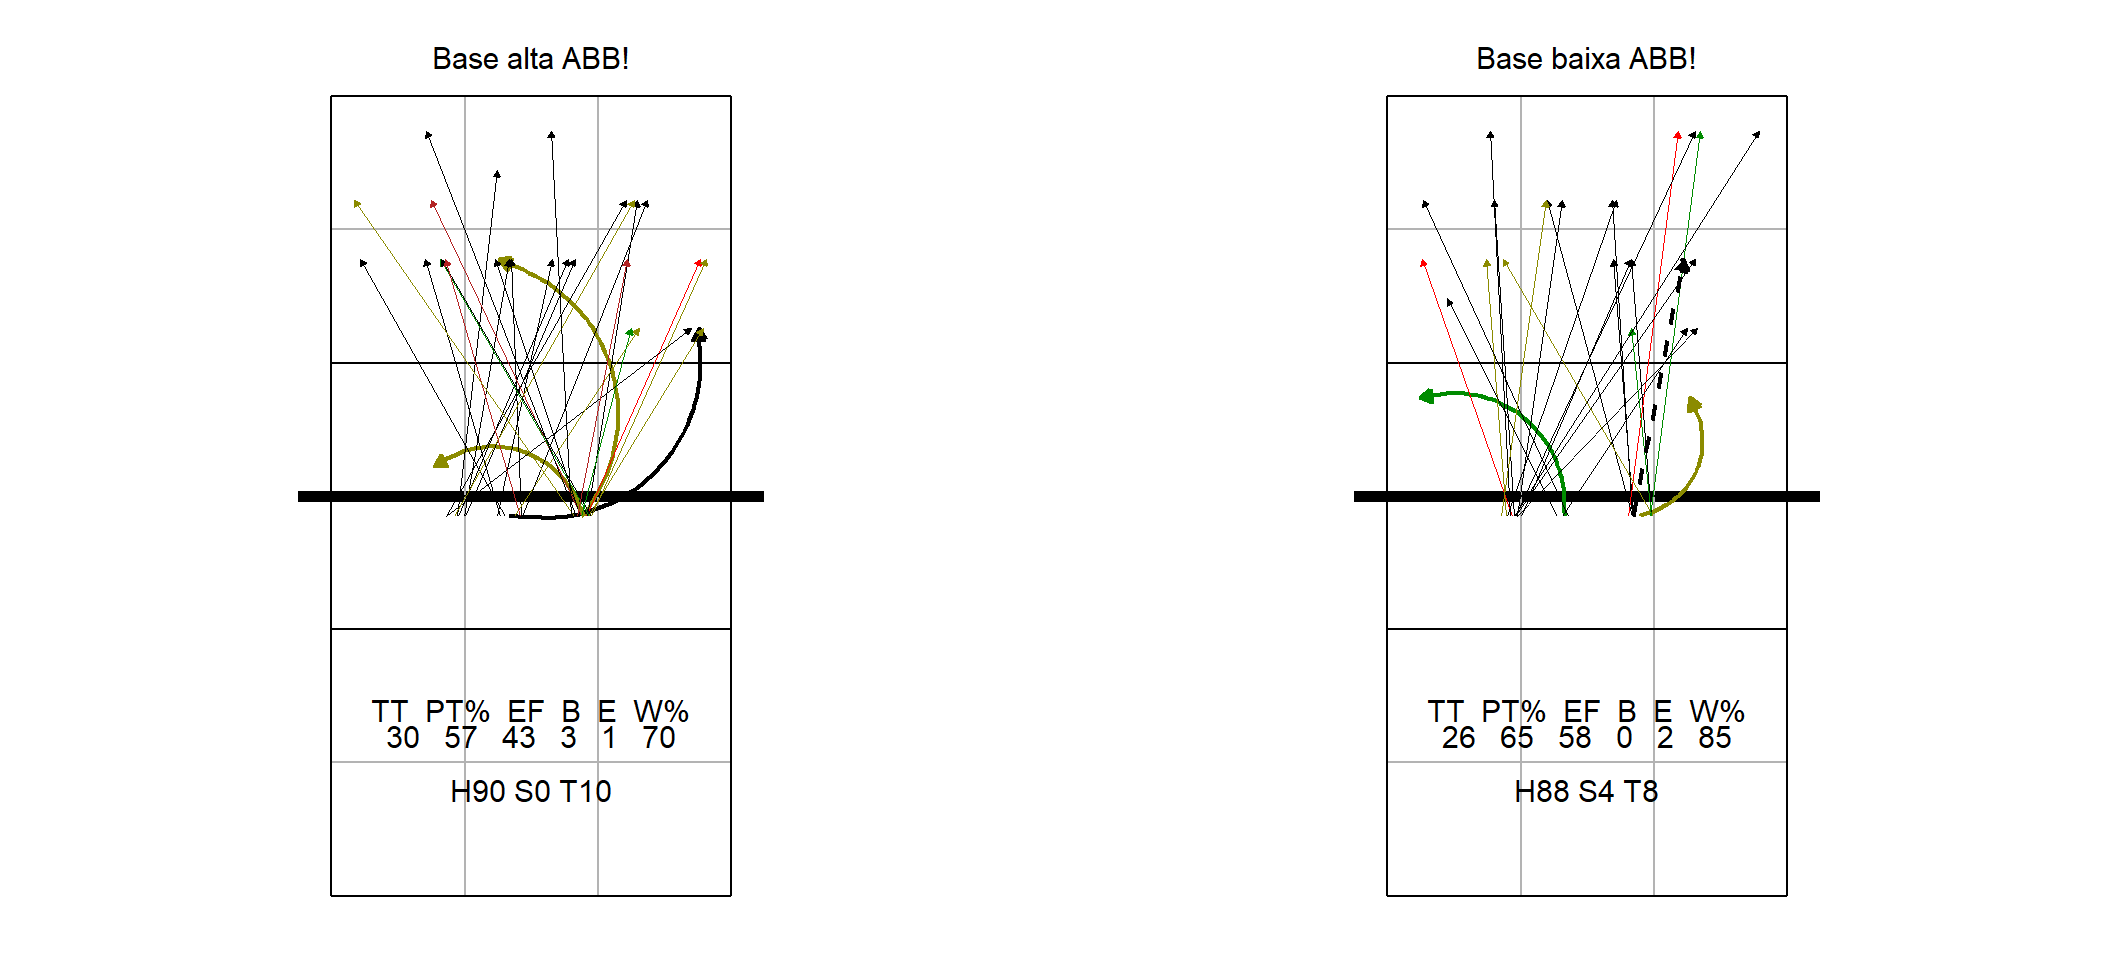 Base alta ABB!
TT PT% EF B E W%
30 57 43 3 1 70
H90 S0 T10
Base baixa ABB!
TT PT% EF B E W%
26 65 58 0 2 85
H88 S4 T8